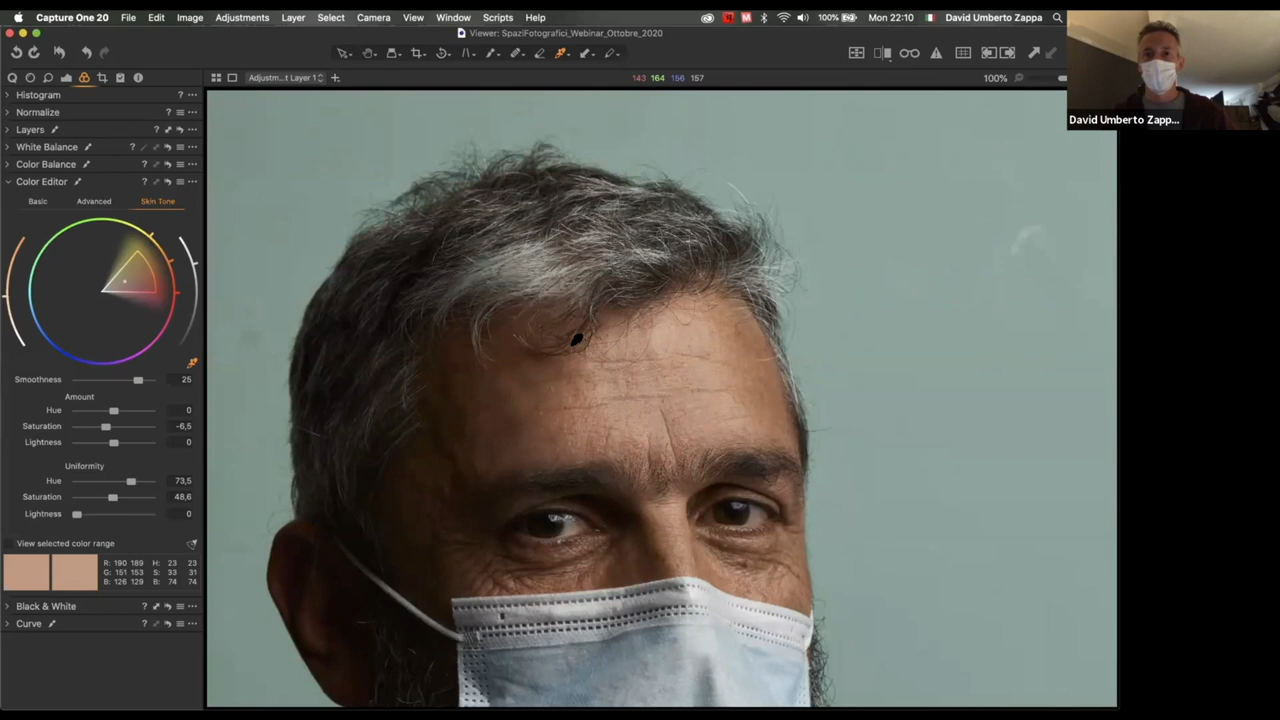 Capture One 20 File Edit Image Adjustments Layer Select Camera View Window Scripts Help 100% Mon 22:10 David Umberto Zappa
Viewer: SpaziFotografici_Webinar_Ottobre_2020
Adjustm...t Layer 1 143 164 156 157 100%
David Umberto Zapp...
Histogram ? ...
Normalize ? ...
Layers ? ...
White Balance ? ...
Color Balance ? ...
Color Editor ? ...
Basic Advanced Skin Tone
Smoothness 25
Amount
Hue 0
Saturation -6,5
Lightness 0
Uniformity
Hue 73,5
Saturation 48,6
Lightness 0
View selected color range
R: 190 189 H: 23 23
G: 151 153 S: 33 31
B: 126 129 B: 74 74
Black & White ? ...
Curve ? ...